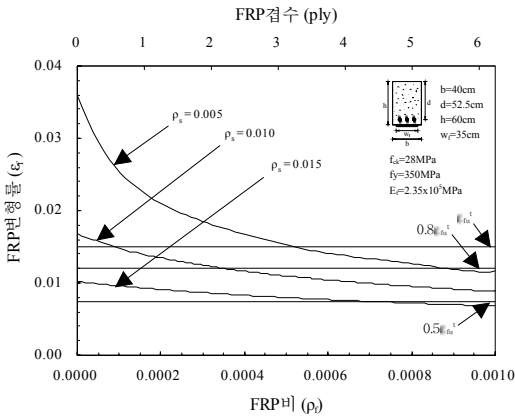 FRP겹수 (ply)
0 1 2 3 4 5 6
0.04
0.03
0.02
0.01
0.00
FRP변형률 (εf)
ρs=0.005
ρs=0.010
ρs=0.015
h
d
wf
b
b=40cm
d=52.5cm
h=60cm
wf=35cm
fck=28MPa
fy=350MPa
Ef=2.35x10⁵MPa
fu t
0.8 fu t
0.5 fu t
0.0000 0.0002 0.0004 0.0006 0.0008 0.0010
FRP비 (ρf)